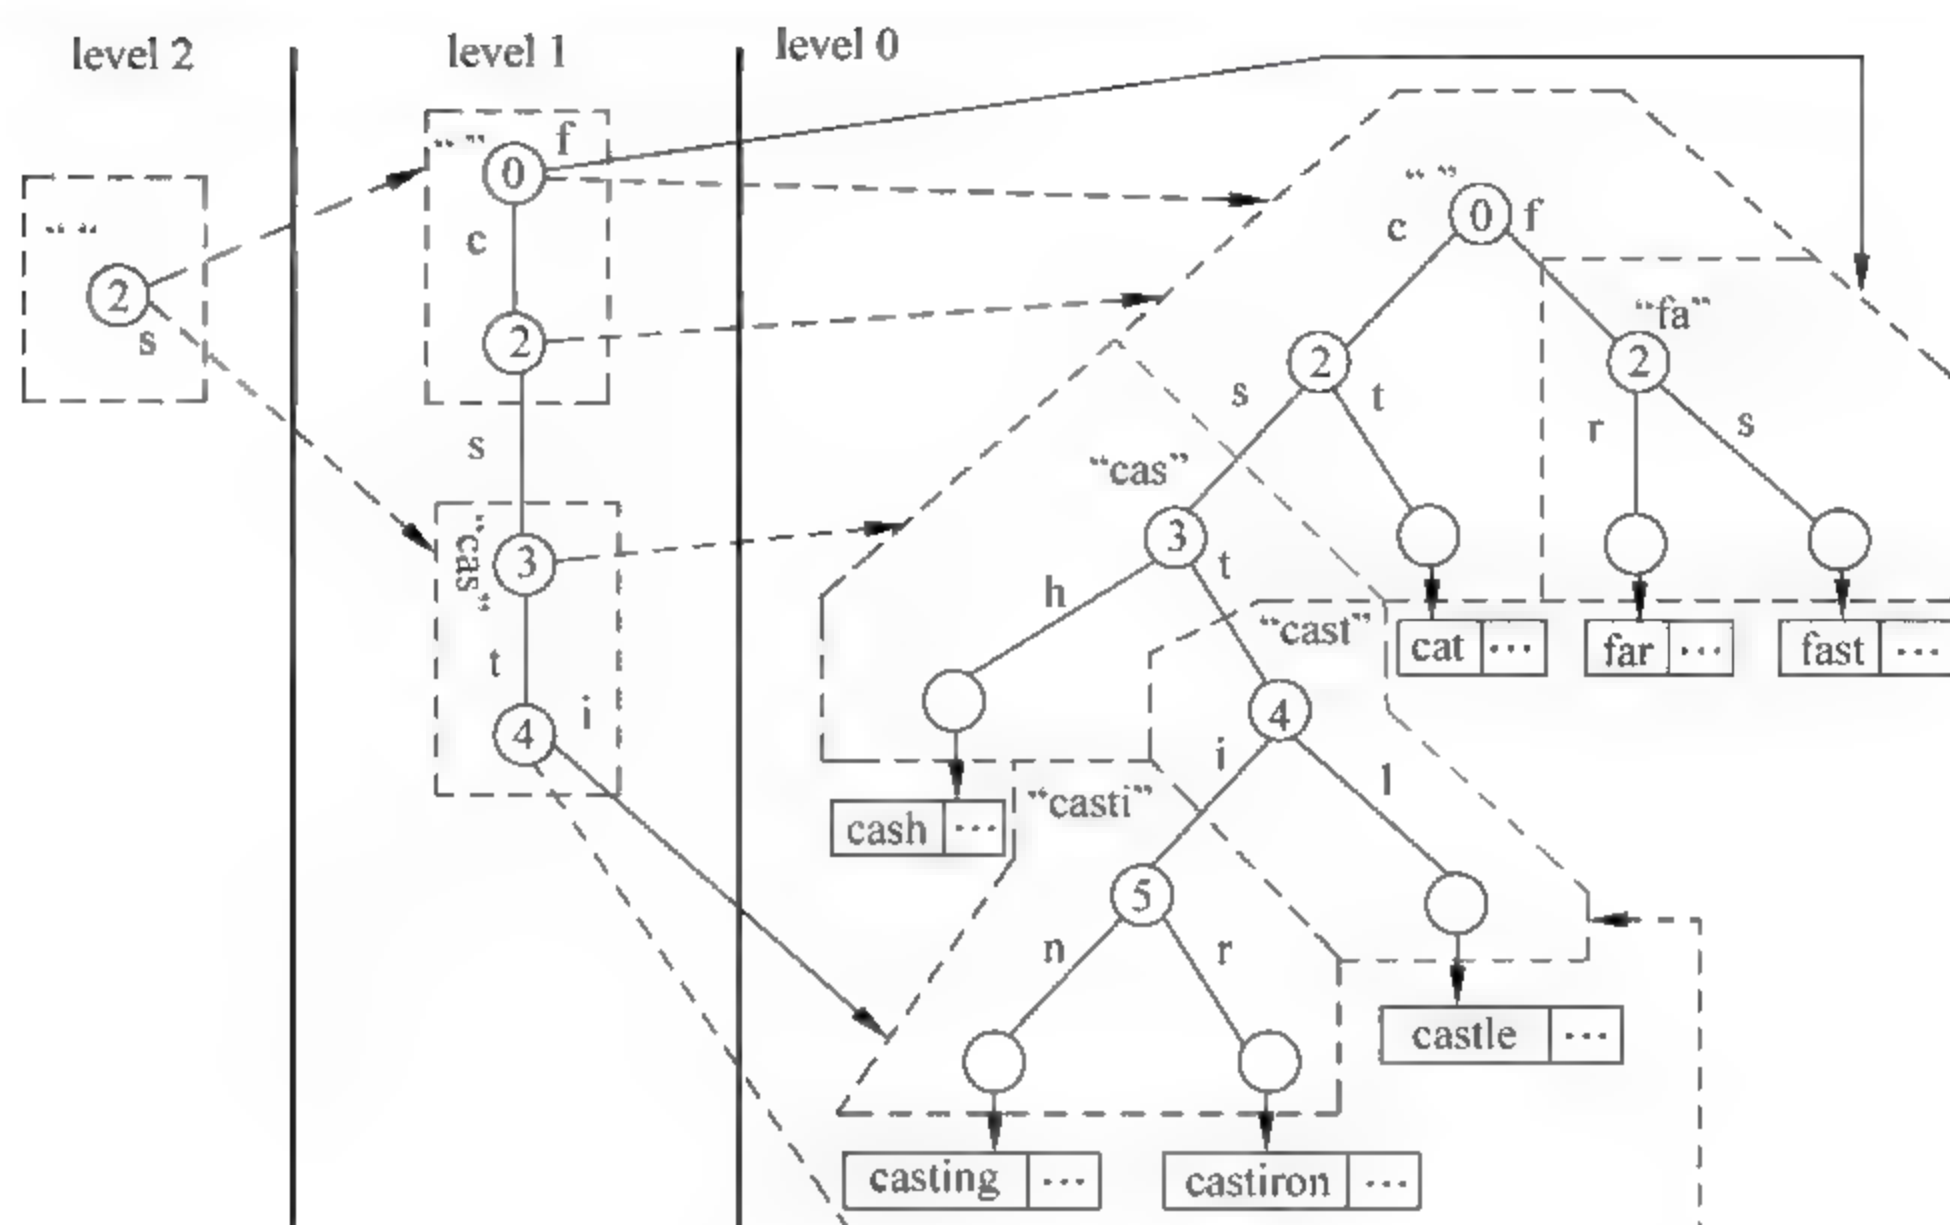 level 2
level 1
level 0
“ ”
2
s
“ ”
0
f
c
2
s
“cas”
3
t
4
i
“ ”
0
c
f
2
s
t
“fa”
2
r
s
“cas”
3
h
t
“cast”
4
i
l
“casti”
5
n
r
cat ...
far ...
fast ...
cash ...
castle ...
casting ...
castiron ...